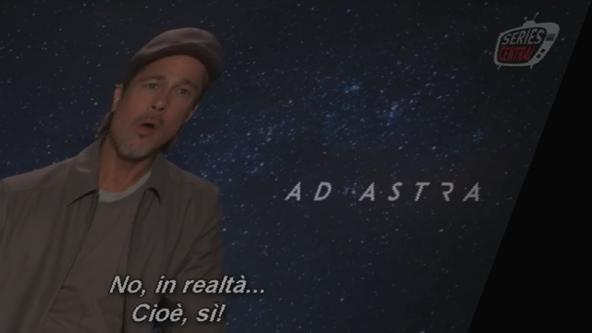 SERIES
CENTRAL
AD ASTRA
No, in realtà...
Cioè, sì!